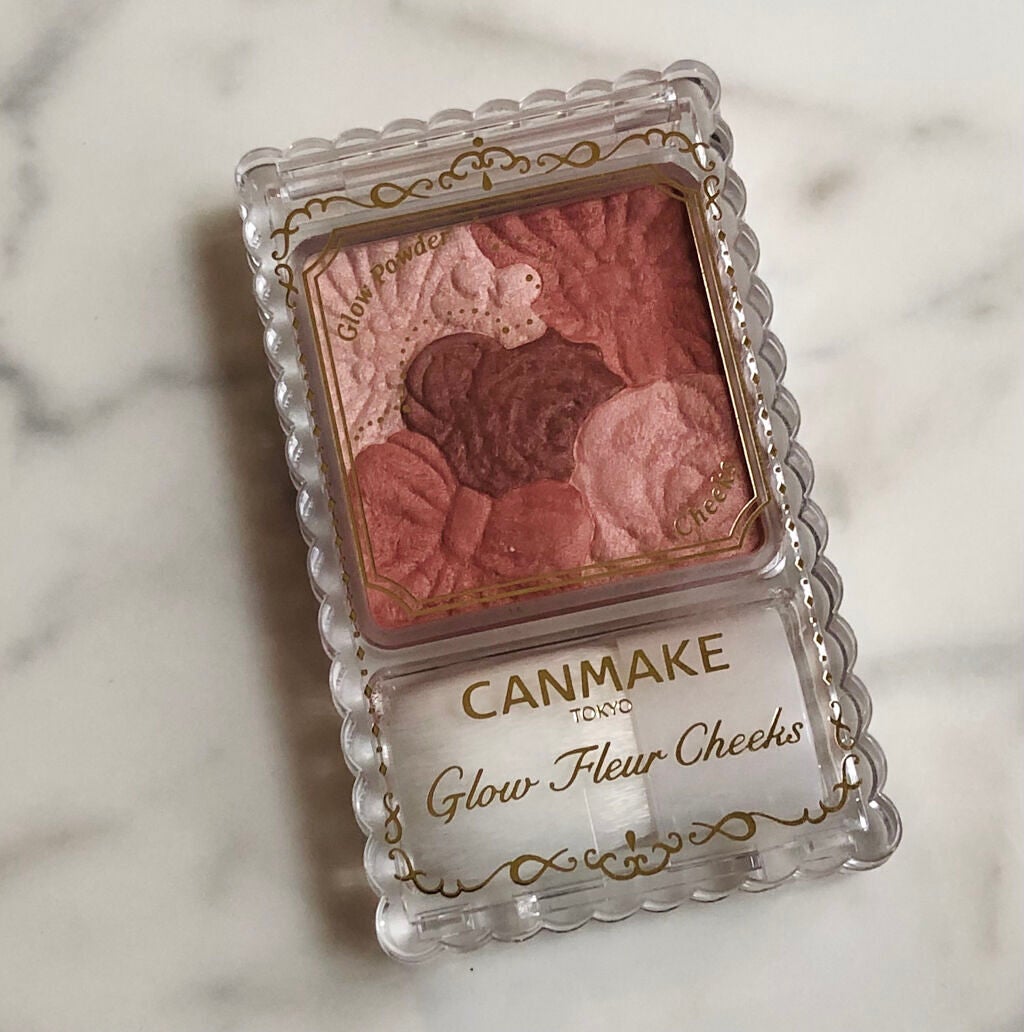 Glow Powder
Cheeks
CANMAKE
TOKYO
Glow Fleur Cheeks